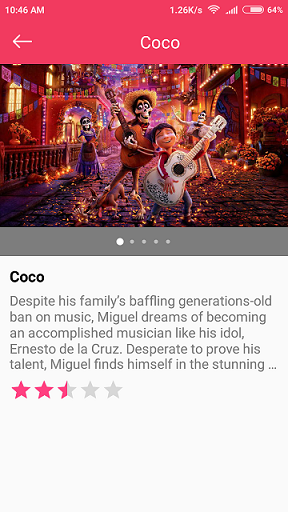 10:46 AM 1.26K/s 64%
Coco
Coco
Despite his family's baffling generations-old
ban on music, Miguel dreams of becoming
an accomplished musician like his idol,
Ernesto de la Cruz. Desperate to prove his
talent, Miguel finds himself in the stunning ...